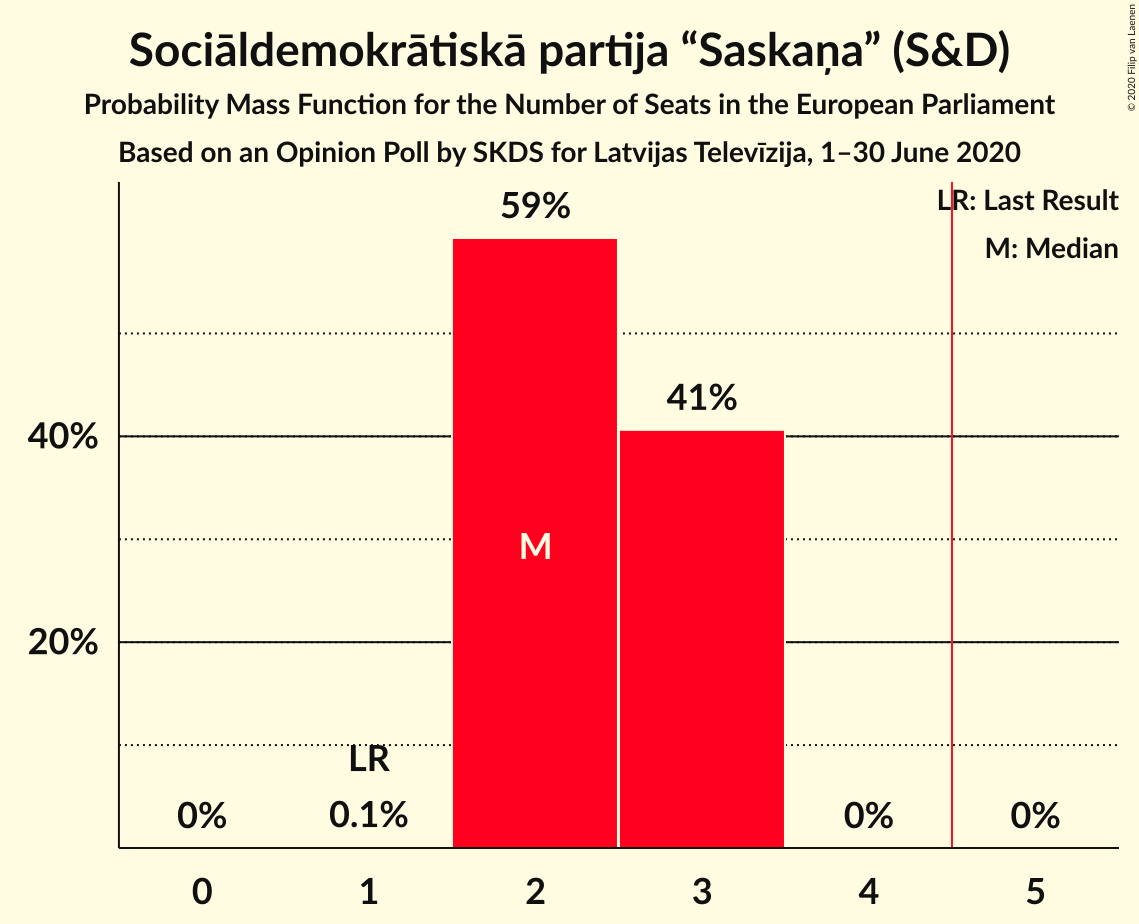 Sociāldemokrātiskā partija “Saskaņa” (S&D)
Probability Mass Function for the Number of Seats in the European Parliament
Based on an Opinion Poll by SKDS for Latvijas Televīzija, 1–30 June 2020
© 2020 Filip van Laenen
LR: Last Result
M: Median
59%
41%
40%
M
20%
LR
0% 0.1% 0% 0%
0 1 2 3 4 5